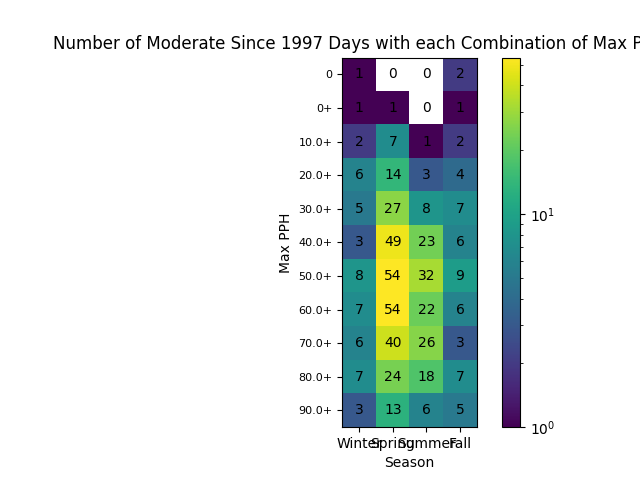 Number of Moderate Since 1997 Days with each Combination of Max P
0 1 0 0 2
0+ 1 1 0 1
10.0+ 2 7 1 2
20.0+ 6 14 3 4
30.0+ 5 27 8 7
40.0+ 3 49 23 6
50.0+ 8 54 32 9
60.0+ 7 54 22 6
70.0+ 6 40 26 3
80.0+ 7 24 18 7
90.0+ 3 13 6 5
Max PPH
Winter Spring Summer Fall
Season
10¹
10⁰